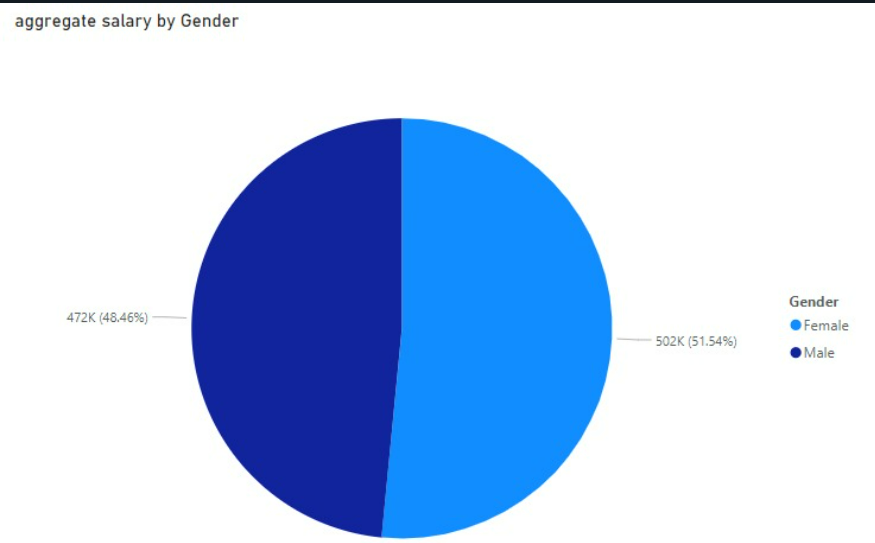 aggregate salary by Gender
472K (48.46%)
502K (51.54%)
Gender
Female
Male